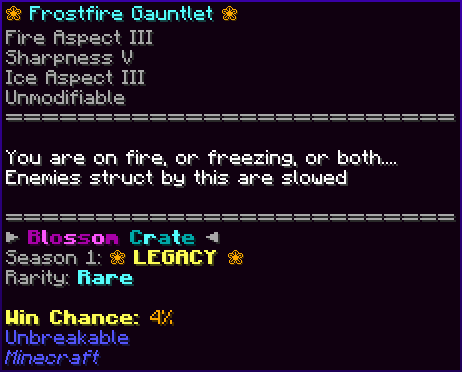 ❀ Frostfire Gauntlet ❀
Fire Aspect III
Sharpness V
Ice Aspect III
Unmodifiable
==============================
You are on fire, or freezing, or both....
Enemies struct by this are slowed
==============================
► Blossom Crate ◄
Season 1: ❀ LEGACY ❀
Rarity: Rare
Win Chance: 4%
Unbreakable
Minecraft